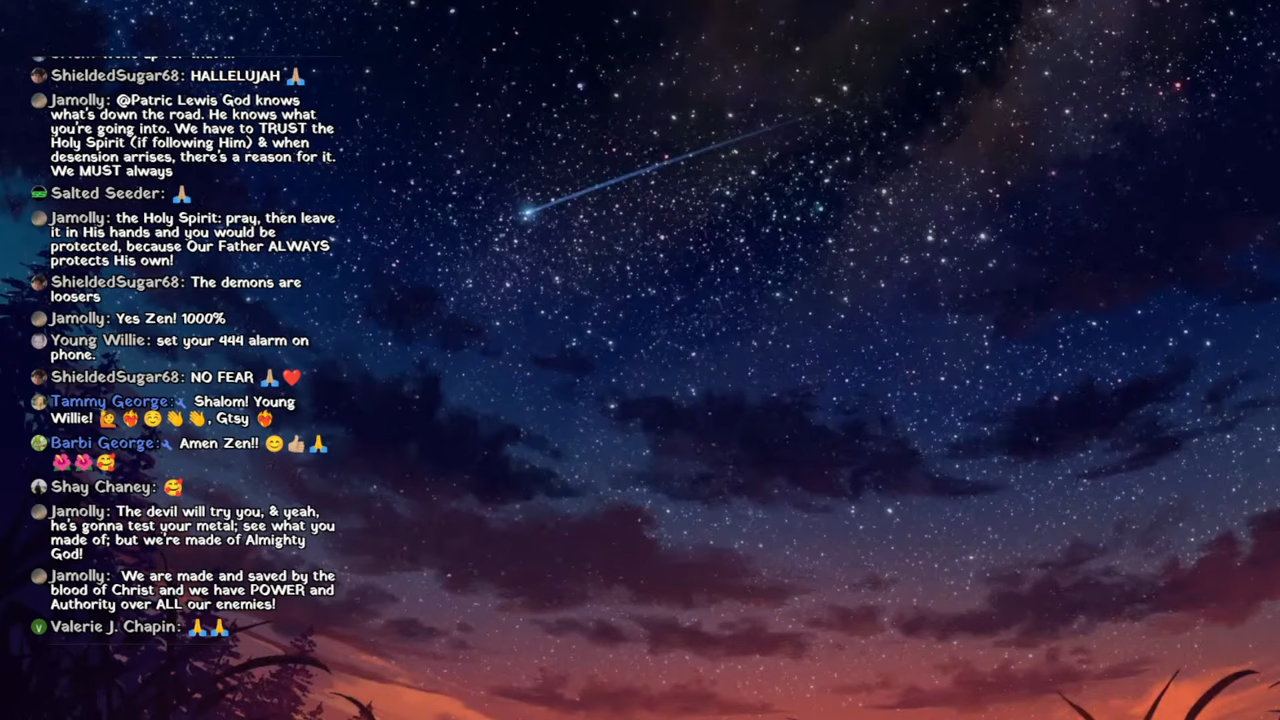 ShieldedSugar68: HALLELUJAH 🙏🏼
Jamolly: @Patric Lewis God knows
what's down the road. He knows what
you're going into. We have to TRUST the
Holy Spirit (if following Him) & when
desension arrises, there's a reason for it.
We MUST always
Salted Seeder: 🙏🏼
Jamolly: the Holy Spirit: pray, then leave
it in His hands and you would be
protected, because Our Father ALWAYS
protects His own!
ShieldedSugar68: The demons are
loosers
Jamolly: Yes Zen! 1000%
Young Willie: set your 444 alarm on
phone.
ShieldedSugar68: NO FEAR 🙏🏼❤️
Tammy George: Shalom! Young
Willie! 🙋❤️‍🔥☺️👏👏, Gtsy ❤️‍🔥
Barbi George: Amen Zen!! 😊👍🏼🙏
🌺🌺🥰
Shay Chaney: 🥰
Jamolly: The devil will try you, & yeah,
he's gonna test your metal; see what you
made of; but we're made of Almighty
God!
Jamolly: We are made and saved by the
blood of Christ and we have POWER and
Authority over ALL our enemies!
V
Valerie J. Chapin: 🙏🙏